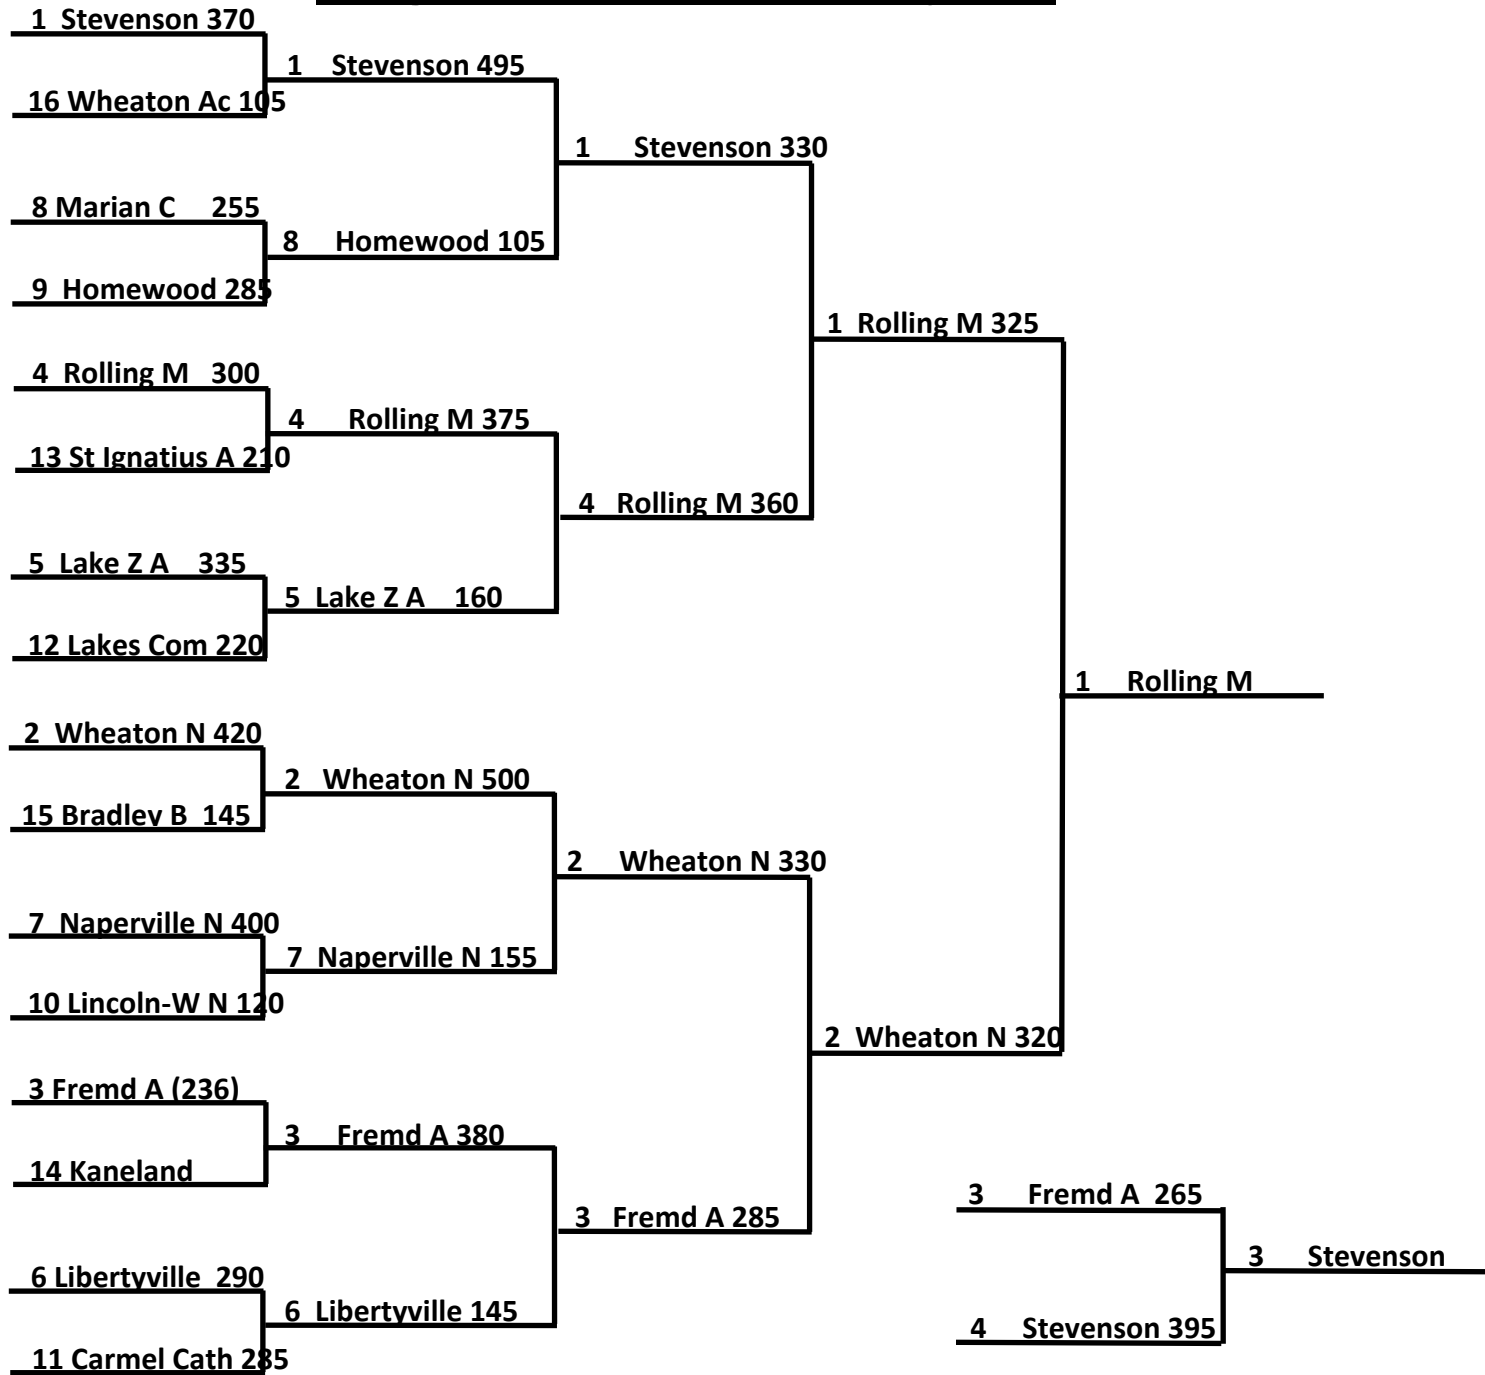 1 Stevenson 370
1 Stevenson 495
16 Wheaton Ac 105
1 Stevenson 330
8 Marian C 255
8 Homewood 105
9 Homewood 285
1 Rolling M 325
4 Rolling M 300
4 Rolling M 375
13 St Ignatius A 210
4 Rolling M 360
5 Lake Z A 335
5 Lake Z A 160
12 Lakes Com 220
1 Rolling M
2 Wheaton N 420
2 Wheaton N 500
15 Bradley B 145
2 Wheaton N 330
7 Naperville N 400
7 Naperville N 155
10 Lincoln-W N 120
2 Wheaton N 320
3 Fremd A (236)
3 Fremd A 380
14 Kaneland
3 Fremd A 265
3 Fremd A 285
3 Stevenson
6 Libertyville 290
6 Libertyville 145
4 Stevenson 395
11 Carmel Cath 285